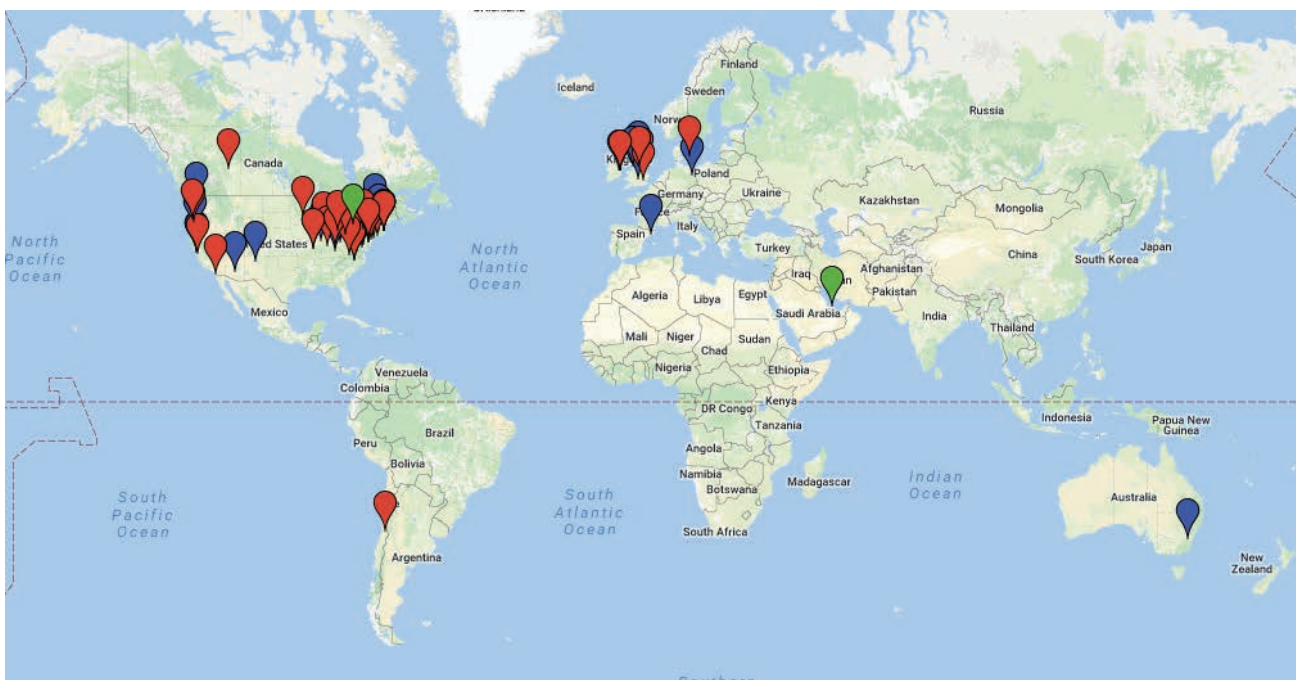 Iceland
Finland
Sweden
Russia
Norw
Canada
Poland
Germany
Ukraine
Kazakhstan
Mongolia
North
Pacific
Ocean
United States
Spain
Italy
Turkey
South Korea
Japan
China
North
Atlantic
Ocean
Iraq
Afghanistan
Pakistan
Mexico
Algeria
Libya
Egypt
Saudi Arabia
India
Thailand
Mali
Niger
Chad
Sudan
Nigeria
Ethiopia
Venezuela
Colombia
DR Congo
Kenya
Indonesia
Papua New
Guinea
Tanzania
Peru
Brazil
Bolivia
Angola
Namibia
Botswana
Madagascar
Indian
Ocean
South
Pacific
Ocean
South
Atlantic
Ocean
Australia
South Africa
Argentina
New
Zealand